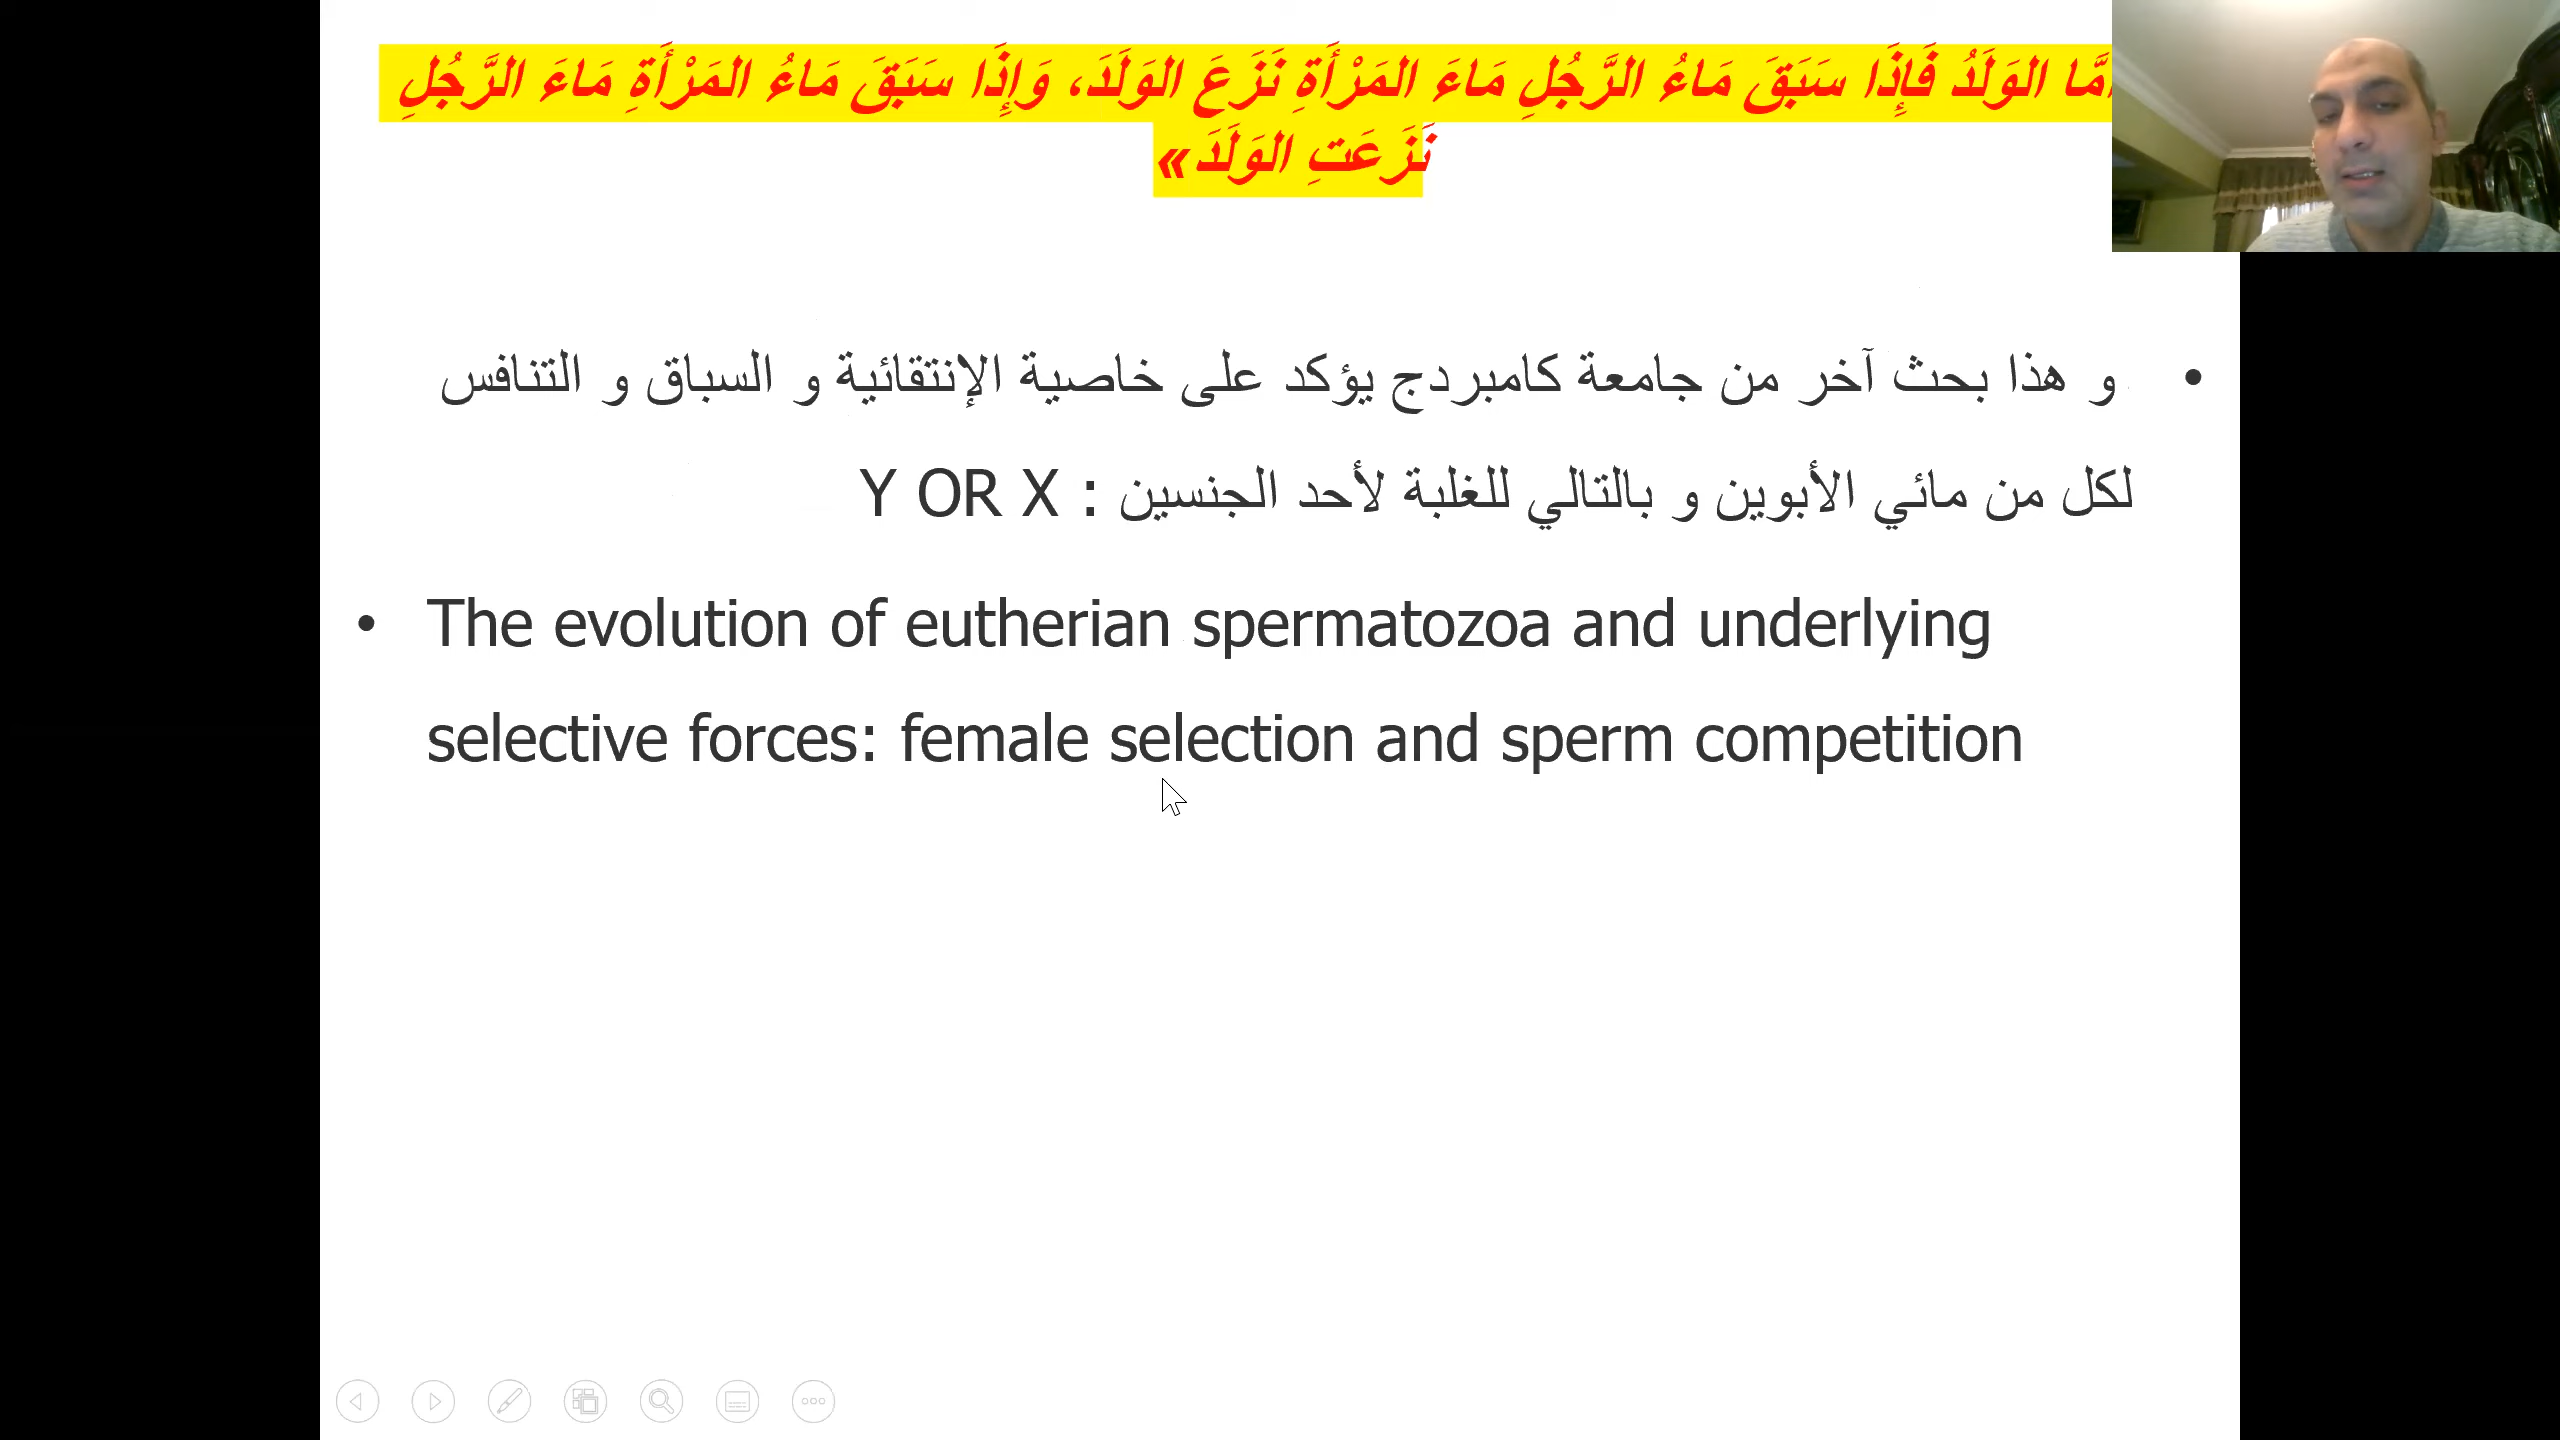 أَمَّا الوَلَدُ فَإِذَا سَبَقَ مَاءُ الرَّجُلِ مَاءَ المَرْأَةِ نَزَعَ الوَلَدَ، وَإِذَا سَبَقَ مَاءُ المَرْأَةِ مَاءَ الرَّجُلِ
نَزَعَتِ الوَلَدَ»
• و هذا بحث آخر من جامعة كامبردج يؤكد على خاصية الإنتقائية و السباق و التنافس
لكل من مائي الأبوين و بالتالي للغلبة لأحد الجنسين : Y OR X
• The evolution of eutherian spermatozoa and underlying
selective forces: female selection and sperm competition